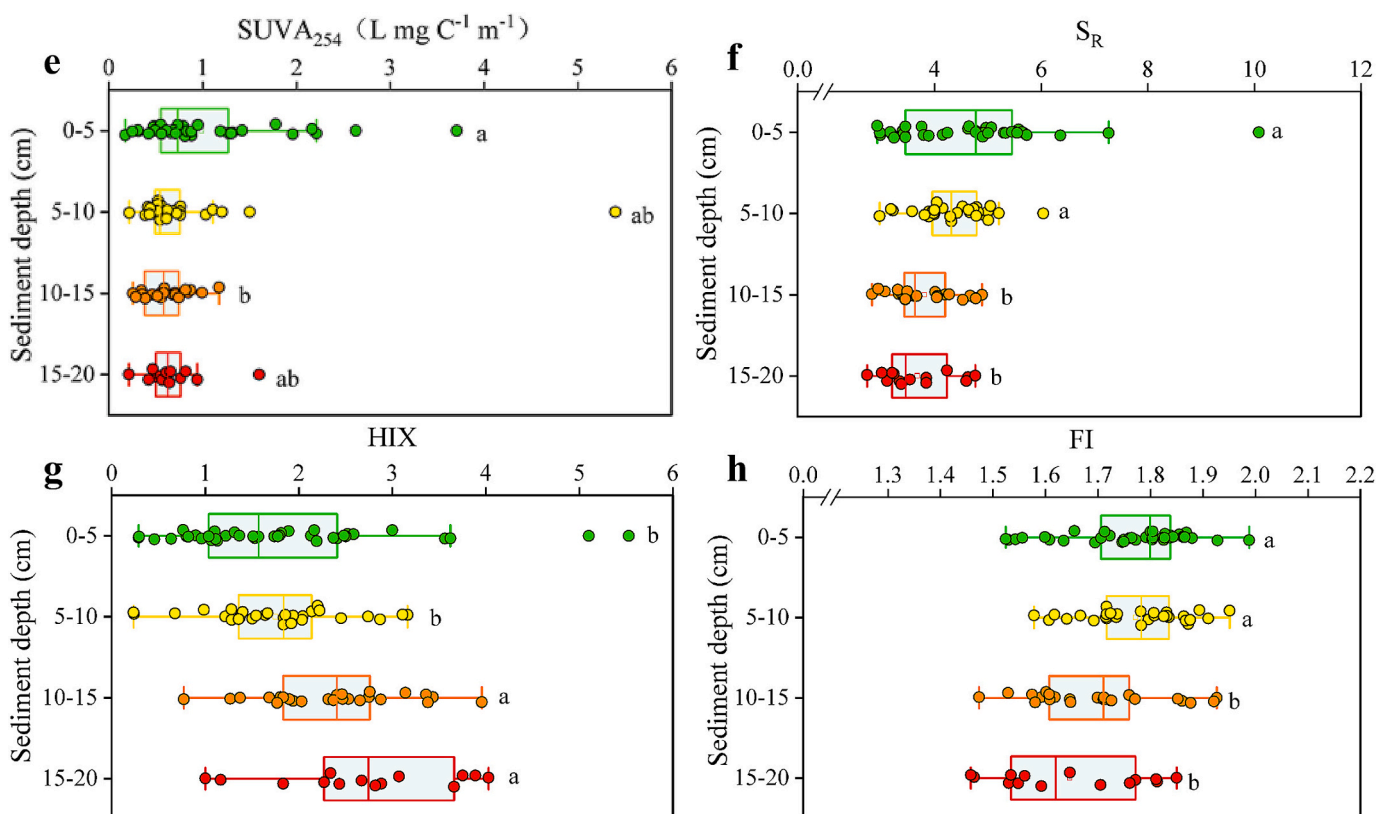 SUVA₂₅₄ (L mg C⁻¹ m⁻¹)
e
0 1 2 3 4 5 6
Sediment depth (cm)
0-5
a
5-10
ab
10-15
b
15-20
ab
S_R
f
0.0 4 6 8 10 12
Sediment depth (cm)
0-5
a
5-10
a
10-15
b
15-20
b
HIX
g
0 1 2 3 4 5 6
Sediment depth (cm)
0-5
b
5-10
b
10-15
a
15-20
a
FI
h
0.0 1.3 1.4 1.5 1.6 1.7 1.8 1.9 2.0 2.1 2.2
Sediment depth (cm)
0-5
a
5-10
a
10-15
b
15-20
b